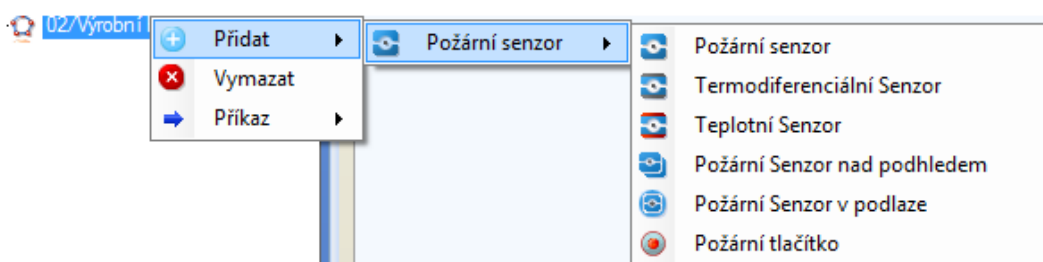 02/Výrobní
Přidat
Vymazat
Příkaz
Požární senzor
Požární senzor
Termodiferenciální Senzor
Teplotní Senzor
Požární Senzor nad podhledem
Požární Senzor v podlaze
Požární tlačítko